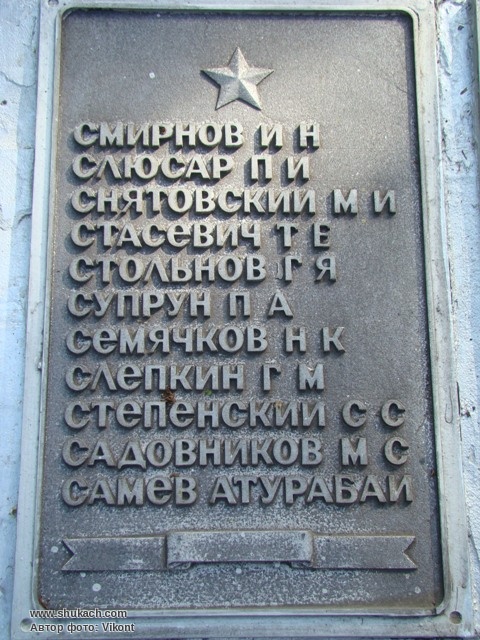 СМИРНОВ И Н
СЛЮСАР П И
СНЯТОВСКИЙ М И
СТАСЕВИЧ Т Е
СТОЛЬНОВ Г Я
СУПРУН П А
СЕМЯЧКОВ Н К
СЛЕПКИН Г М
СТЕПЕНСКИЙ С С
САДОВНИКОВ М С
САМЕВ АТУРАБАЙ
www.shukach.com
Автор фото: Vikont